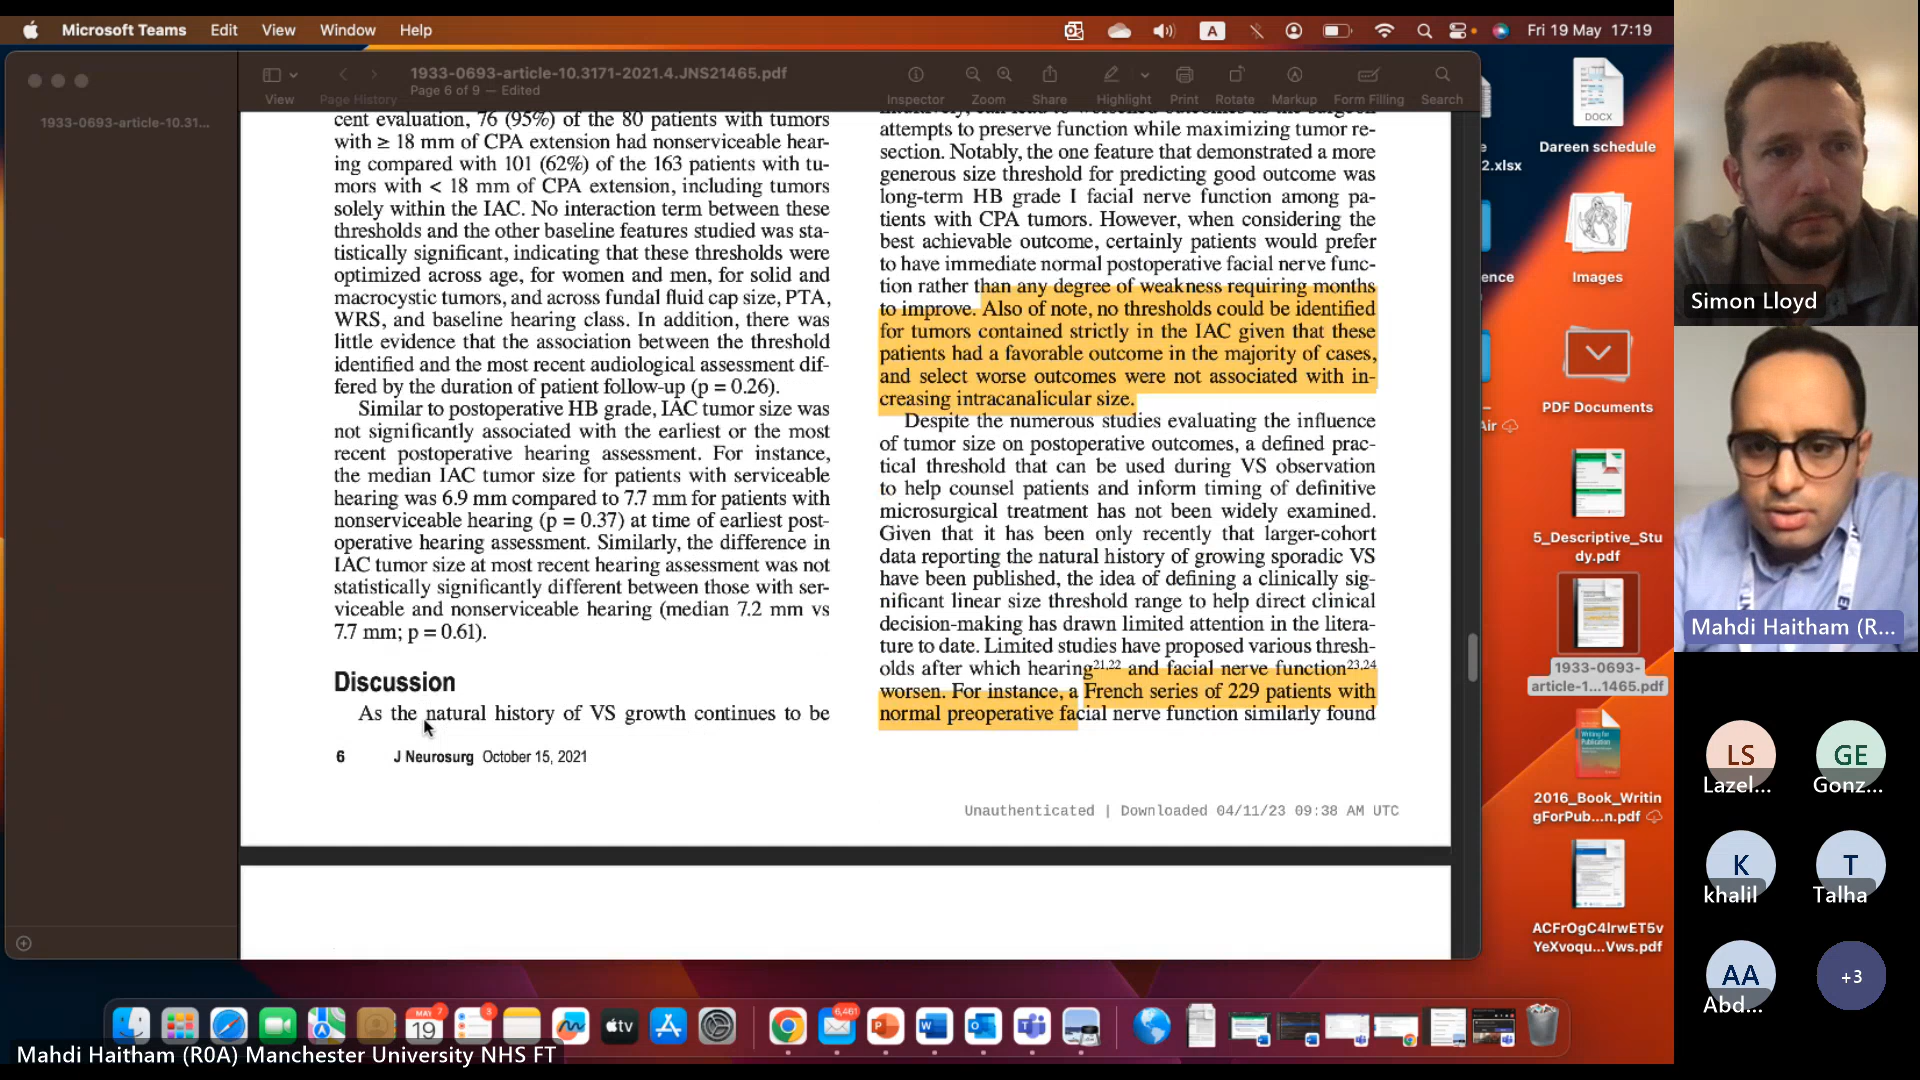 Microsoft Teams Edit View Window Help
A
Fri 19 May 17:19
1933-0693-article-10.3171-2021.4.JNS21465.pdf
Page 6 of 9 — Edited
View
Page History
Inspector
Zoom
Share
Highlight
Print
Rotate
Markup
Form Filling
Search
1933-0693-article-10.31...
cent evaluation, 76 (95%) of the 80 patients with tumors
with ≥ 18 mm of CPA extension had nonserviceable hear-
ing compared with 101 (62%) of the 163 patients with tu-
mors with < 18 mm of CPA extension, including tumors
solely within the IAC. No interaction term between these
thresholds and the other baseline features studied was sta-
tistically significant, indicating that these thresholds were
optimized across age, for women and men, for solid and
macrocystic tumors, and across fundal fluid cap size, PTA,
WRS, and baseline hearing class. In addition, there was
little evidence that the association between the threshold
identified and the most recent audiological assessment dif-
fered by the duration of patient follow-up (p = 0.26).
Similar to postoperative HB grade, IAC tumor size was
not significantly associated with the earliest or the most
recent postoperative hearing assessment. For instance,
the median IAC tumor size for patients with serviceable
hearing was 6.9 mm compared to 7.7 mm for patients with
nonserviceable hearing (p = 0.37) at time of earliest post-
operative hearing assessment. Similarly, the difference in
IAC tumor size at most recent hearing assessment was not
statistically significantly different between those with ser-
viceable and nonserviceable hearing (median 7.2 mm vs
7.7 mm; p = 0.61).
Discussion
As the natural history of VS growth continues to be
attempts to preserve function while maximizing tumor re-
section. Notably, the one feature that demonstrated a more
generous size threshold for predicting good outcome was
long-term HB grade I facial nerve function among pa-
tients with CPA tumors. However, when considering the
best achievable outcome, certainly patients would prefer
to have immediate normal postoperative facial nerve func-
tion rather than any degree of weakness requiring months
to improve. Also of note, no thresholds could be identified
for tumors contained strictly in the IAC given that these
patients had a favorable outcome in the majority of cases,
and select worse outcomes were not associated with in-
creasing intracanalicular size.
Despite the numerous studies evaluating the influence
of tumor size on postoperative outcomes, a defined prac-
tical threshold that can be used during VS observation
to help counsel patients and inform timing of definitive
microsurgical treatment has not been widely examined.
Given that it has been only recently that larger-cohort
data reporting the natural history of growing sporadic VS
have been published, the idea of defining a clinically sig-
nificant linear size threshold range to help direct clinical
decision-making has drawn limited attention in the litera-
ture to date. Limited studies have proposed various thresh-
olds after which hearing21,22 and facial nerve function23,24
worsen. For instance, a French series of 229 patients with
normal preoperative facial nerve function similarly found
6 J Neurosurg October 15, 2021
Unauthenticated | Downloaded 04/11/23 09:38 AM UTC
DOCX
Dareen schedule
2.xlsx
Images
ence
PDF Documents
Air
5_Descriptive_Stu
dy.pdf
1933-0693-
article-1...1465.pdf
Writing for
Publication
2016_Book_Writin
gForPub...n.pdf
ACFrOgC4lrwET5v
YeXvoqu...Vws.pdf
Simon Lloyd
Mahdi Haitham (R...
LS
Lazel...
GE
Gonz...
K
khalil
T
Talha
AA
Abd...
+3
MAY
7
19
3
tv
6,461
Mahdi Haitham (R0A) Manchester University NHS FT